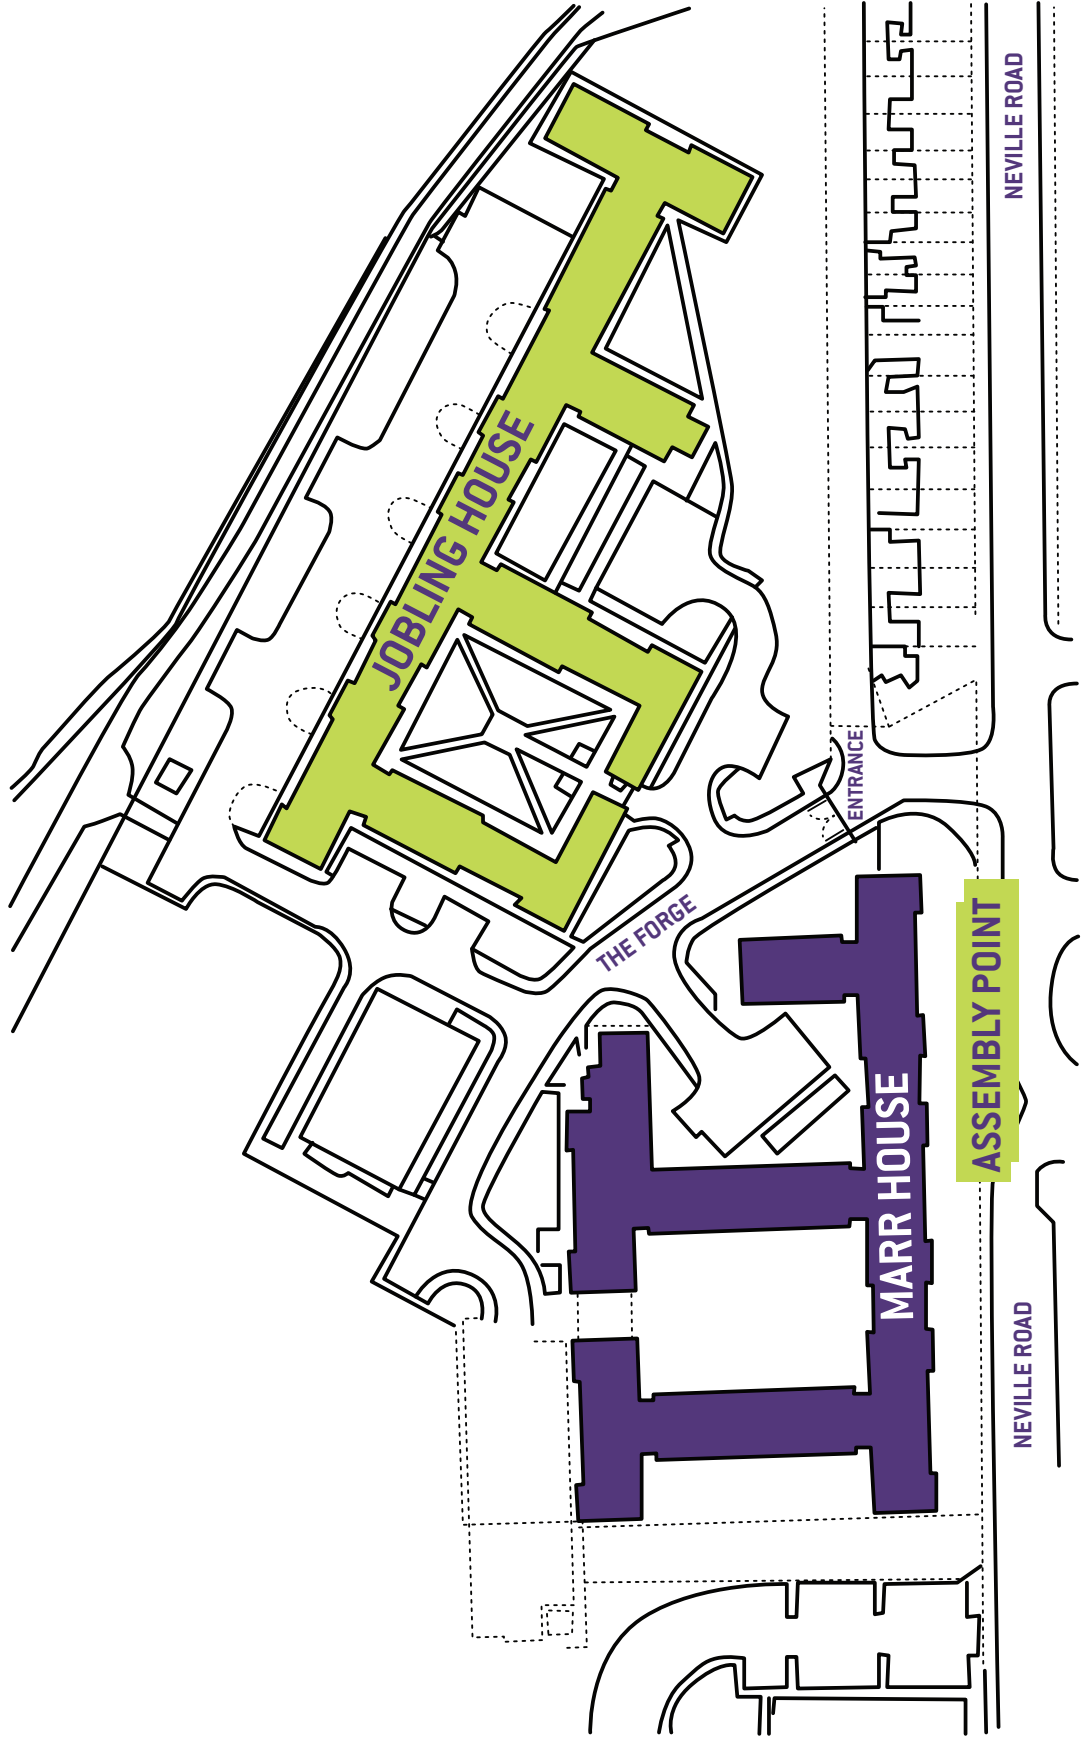 NEVILLE ROAD
JOBLING HOUSE
ENTRANCE
THE FORGE
ASSEMBLY POINT
MARR HOUSE
NEVILLE ROAD